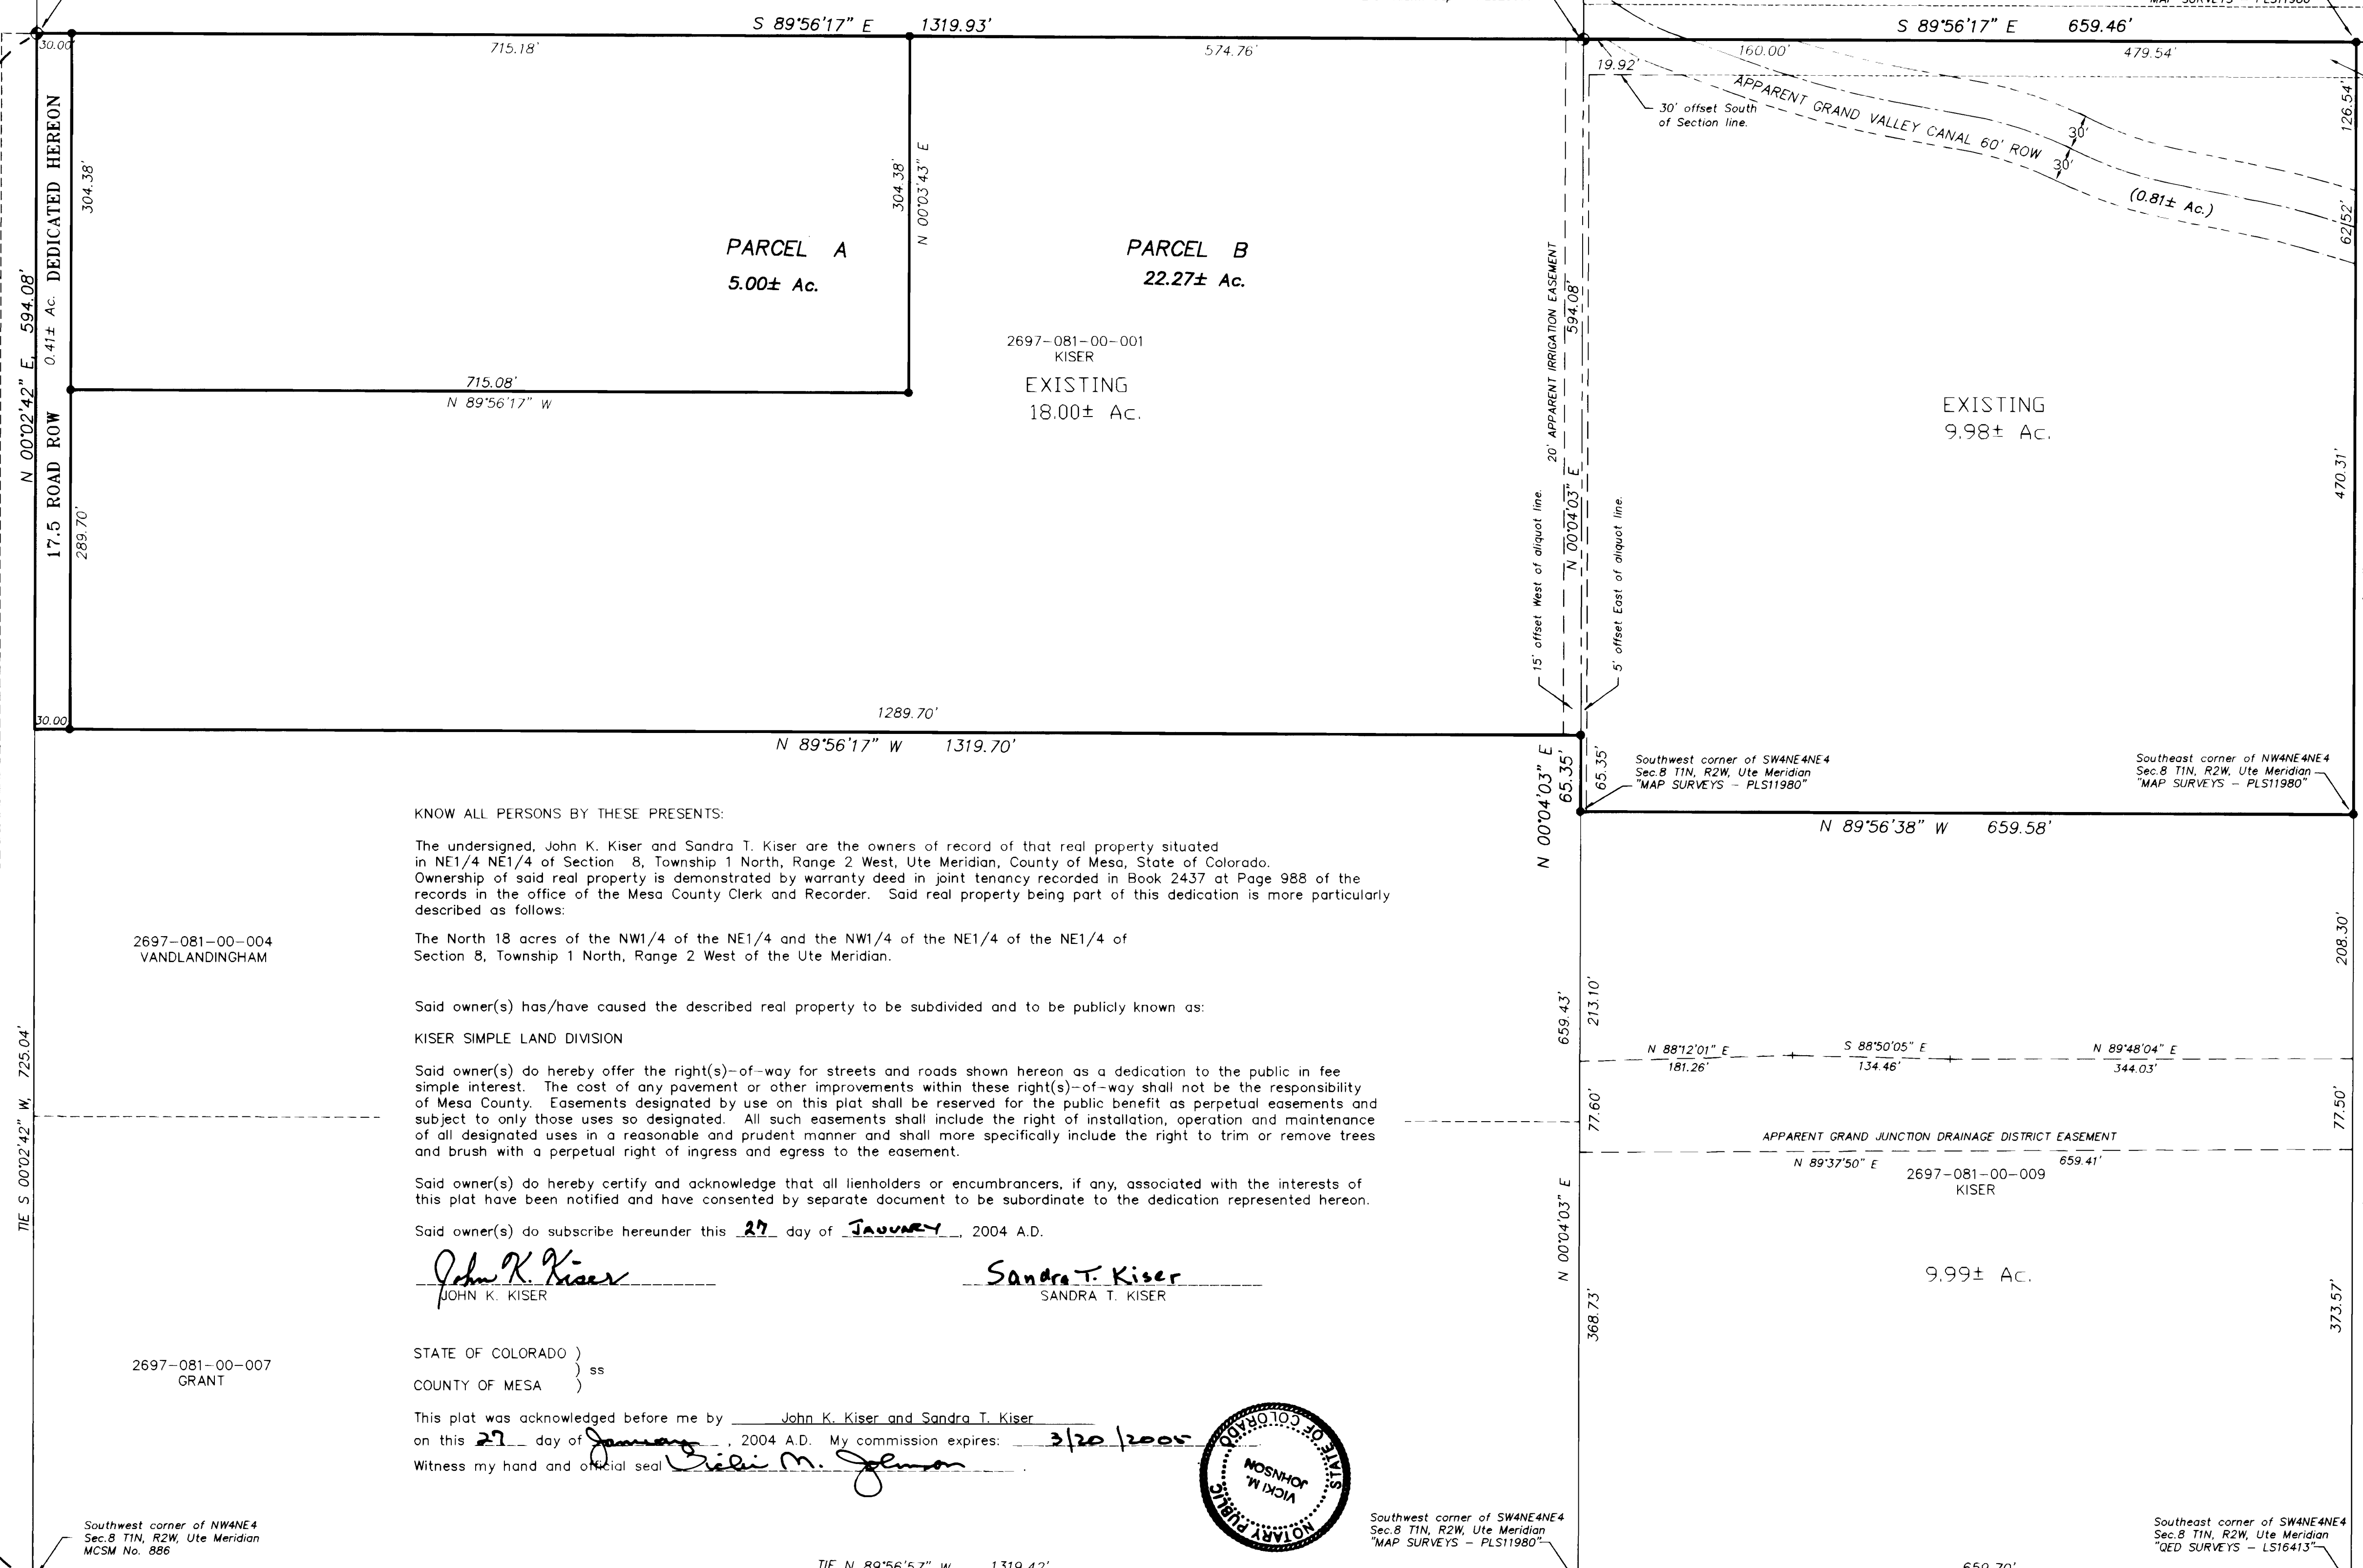 S 89°56'17" E 1319.93'
S 89°56'17" E 659.46'
30.00'
715.18'
574.76'
160.00'
479.54'
19.92'
30' offset South
of Section line.
APPARENT GRAND VALLEY CANAL 60' ROW
30'
30'
(0.81± Ac.)
126.54'
62.52'
470.31'
N 00°02'42" E, 594.08'
17.5 ROAD ROW 0.41± Ac. DEDICATED HEREON
304.38'
289.70'
304.38'
N 00°03'43" E
PARCEL A
5.00± Ac.
PARCEL B
22.27± Ac.
2697-081-00-001
KISER
EXISTING
18.00± Ac.
715.08'
N 89°56'17" W
20' APPARENT IRRIGATION EASEMENT
594.08'
N 00°04'03" E
15' offset West of aliquot line.
5' offset East of aliquot line.
EXISTING
9.98± Ac.
30.00'
1289.70'
N 89°56'17" W 1319.70'
N 00°04'03" E
65.35'
65.35'
Southwest corner of SW4NE4NE4
Sec.8 T1N, R2W, Ute Meridian
"MAP SURVEYS - PLS11980"
Southeast corner of NW4NE4NE4
Sec.8 T1N, R2W, Ute Meridian
"MAP SURVEYS - PLS11980"
N 89°56'38" W 659.58'
KNOW ALL PERSONS BY THESE PRESENTS:
The undersigned, John K. Kiser and Sandra T. Kiser are the owners of record of that real property situated
in NE1/4 NE1/4 of Section 8, Township 1 North, Range 2 West, Ute Meridian, County of Mesa, State of Colorado.
Ownership of said real property is demonstrated by warranty deed in joint tenancy recorded in Book 2437 at Page 988 of the
records in the office of the Mesa County Clerk and Recorder. Said real property being part of this dedication is more particularly
described as follows:
The North 18 acres of the NW1/4 of the NE1/4 and the NW1/4 of the NE1/4 of the NE1/4 of
Section 8, Township 1 North, Range 2 West of the Ute Meridian.
Said owner(s) has/have caused the described real property to be subdivided and to be publicly known as:
KISER SIMPLE LAND DIVISION
Said owner(s) do hereby offer the right(s)-of-way for streets and roads shown hereon as a dedication to the public in fee
simple interest. The cost of any pavement or other improvements within these right(s)-of-way shall not be the responsibility
of Mesa County. Easements designated by use on this plat shall be reserved for the public benefit as perpetual easements and
subject to only those uses so designated. All such easements shall include the right of installation, operation and maintenance
of all designated uses in a reasonable and prudent manner and shall more specifically include the right to trim or remove trees
and brush with a perpetual right of ingress and egress to the easement.
Said owner(s) do hereby certify and acknowledge that all lienholders or encumbrancers, if any, associated with the interests of
this plat have been notified and have consented by separate document to be subordinate to the dedication represented hereon.
Said owner(s) do subscribe hereunder this 27 day of JANUARY, 2004 A.D.
John K. Kiser Sandra T. Kiser
JOHN K. KISER SANDRA T. KISER
STATE OF COLORADO )
) ss
COUNTY OF MESA )
This plat was acknowledged before me by John K. Kiser and Sandra T. Kiser
on this 27 day of January, 2004 A.D. My commission expires: 3/20/2005
Witness my hand and official seal Vicki M. Johnson.
NOTARY PUBLIC
STATE OF COLORADO
VICKI M.
JOHNSON
2697-081-00-004
VANDLANDINGHAM
TIE S 00°02'42" W, 725.04'
2697-081-00-007
GRANT
Southwest corner of NW4NE4
Sec.8 T1N, R2W, Ute Meridian
MCSM No. 886
TIE N 89°56'57" W 1319.42'
659.43'
N 00°04'03" E
213.10'
77.60'
368.73'
208.30'
77.50'
373.57'
N 88°12'01" E
181.26'
S 88°50'05" E
134.46'
N 89°48'04" E
344.03'
APPARENT GRAND JUNCTION DRAINAGE DISTRICT EASEMENT
N 89°37'50" E 659.41'
2697-081-00-009
KISER
9.99± Ac.
Southwest corner of SW4NE4NE4
Sec.8 T1N, R2W, Ute Meridian
"MAP SURVEYS - PLS11980"
Southeast corner of SW4NE4NE4
Sec.8 T1N, R2W, Ute Meridian
"QED SURVEYS - LS16413"
659.70'